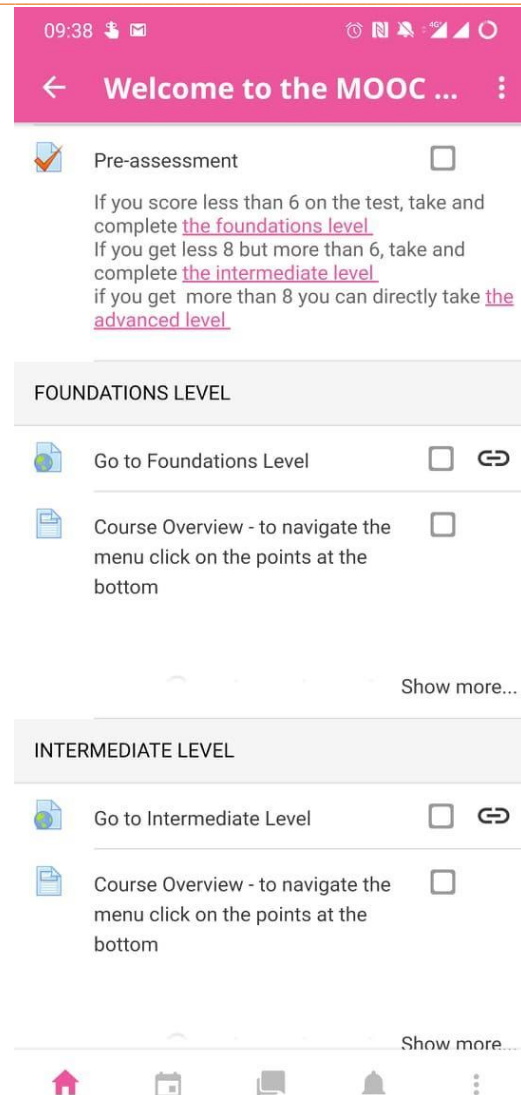 09:38
4G
Welcome to the MOOC ...
Pre-assessment
If you score less than 6 on the test, take and
complete the foundations level
If you get less 8 but more than 6, take and
complete the intermediate level
if you get more than 8 you can directly take the
advanced level
FOUNDATIONS LEVEL
Go to Foundations Level
Course Overview - to navigate the
menu click on the points at the
bottom
Show more...
INTERMEDIATE LEVEL
Go to Intermediate Level
Course Overview - to navigate the
menu click on the points at the
bottom
Show more...